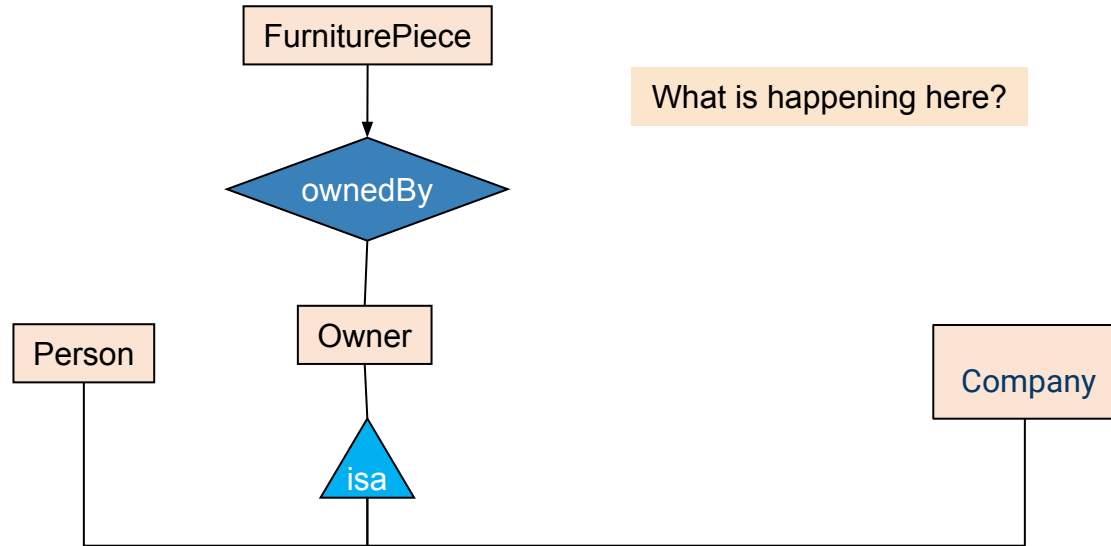 FurniturePiece
What is happening here?
ownedBy
Owner
Person
Company
isa